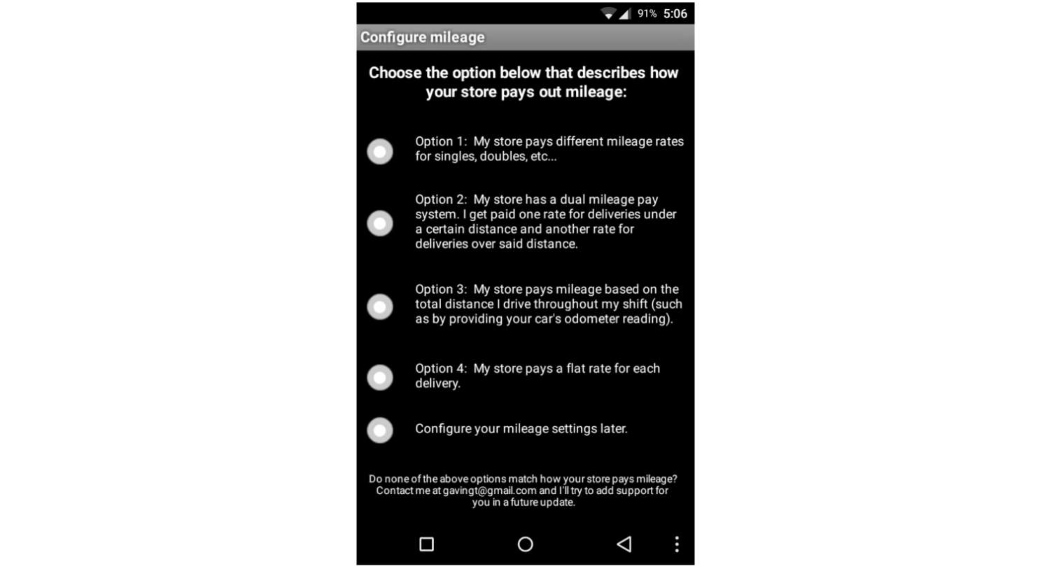 91% 5:06
Configure mileage
Choose the option below that describes how
your store pays out mileage:
Option 1:  My store pays different mileage rates
for singles, doubles, etc...
Option 2:  My store has a dual mileage pay
system. I get paid one rate for deliveries under
a certain distance and another rate for
deliveries over said distance.
Option 3:  My store pays mileage based on the
total distance I drive throughout my shift (such
as by providing your car's odometer reading).
Option 4:  My store pays a flat rate for each
delivery.
Configure your mileage settings later.
Do none of the above options match how your store pays mileage?
Contact me at gavingt@gmail.com and I'll try to add support for
you in a future update.